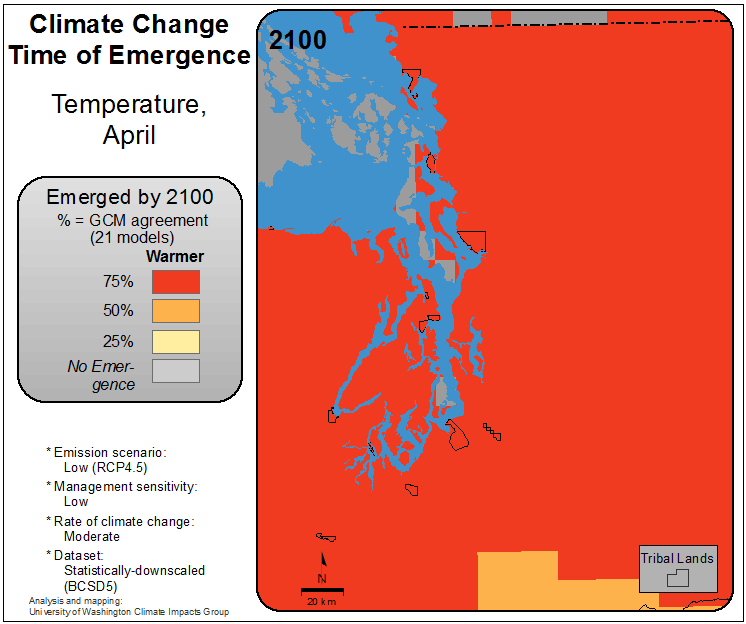 Climate Change
Time of Emergence
Temperature,
April
Emerged by 2100
% = GCM agreement
(21 models)
Warmer
75%
50%
25%
No Emer-
gence
* Emission scenario:
Low (RCP4.5)
* Management sensitivity:
Low
* Rate of climate change:
Moderate
* Dataset:
Statistically-downscaled
(BCSD5)
Analysis and mapping:
University of Washington Climate Impacts Group
2100
N
20 km
Tribal Lands